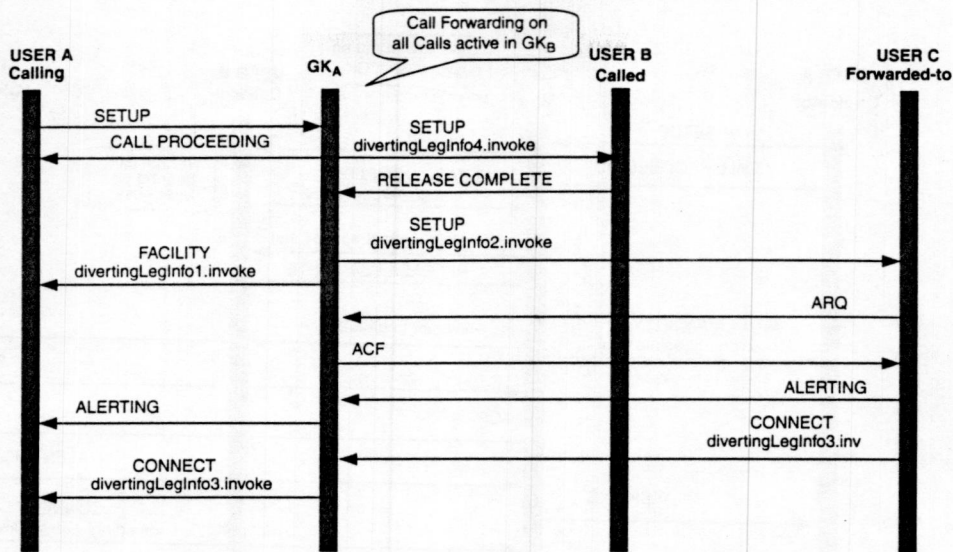 Call Forwarding on
all Calls active in GKB
USER A
Calling
GKA
USER B
Called
USER C
Forwarded-to
SETUP
CALL PROCEEDING
SETUP
divertingLegInfo4.invoke
RELEASE COMPLETE
SETUP
divertingLegInfo2.invoke
FACILITY
divertingLegInfo1.invoke
ARQ
ACF
ALERTING
ALERTING
CONNECT
divertingLegInfo3.inv
CONNECT
divertingLegInfo3.invoke